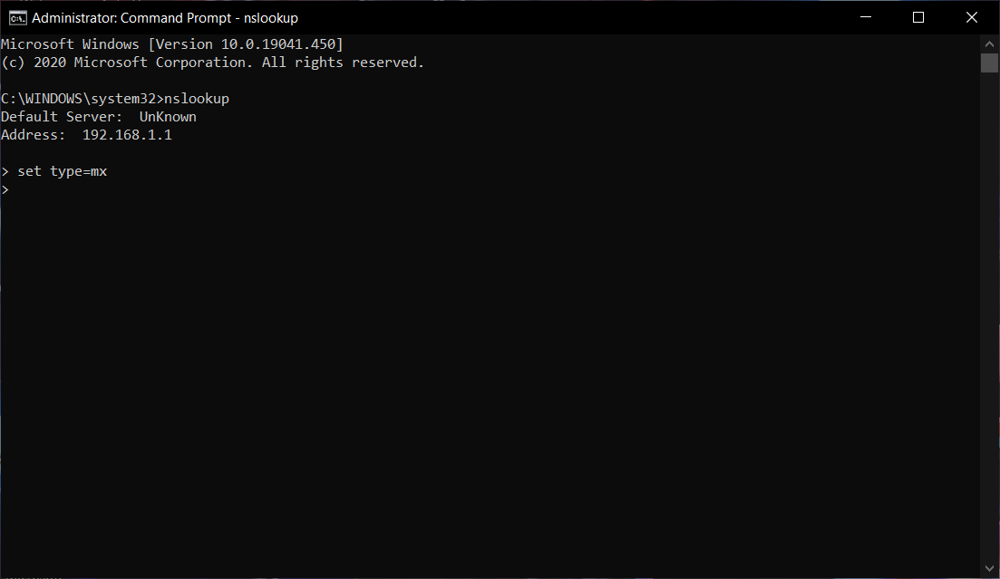 Administrator: Command Prompt - nslookup
Microsoft Windows [Version 10.0.19041.450]
(c) 2020 Microsoft Corporation. All rights reserved.
C:\WINDOWS\system32>nslookup
Default Server:  UnKnown
Address:  192.168.1.1
> set type=mx
>